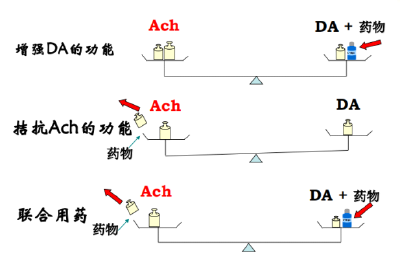 Ach
DA + 药物
增强DA的功能
Ach
DA
拮抗Ach的功能
药物
Ach
DA + 药物
联合用药
药物